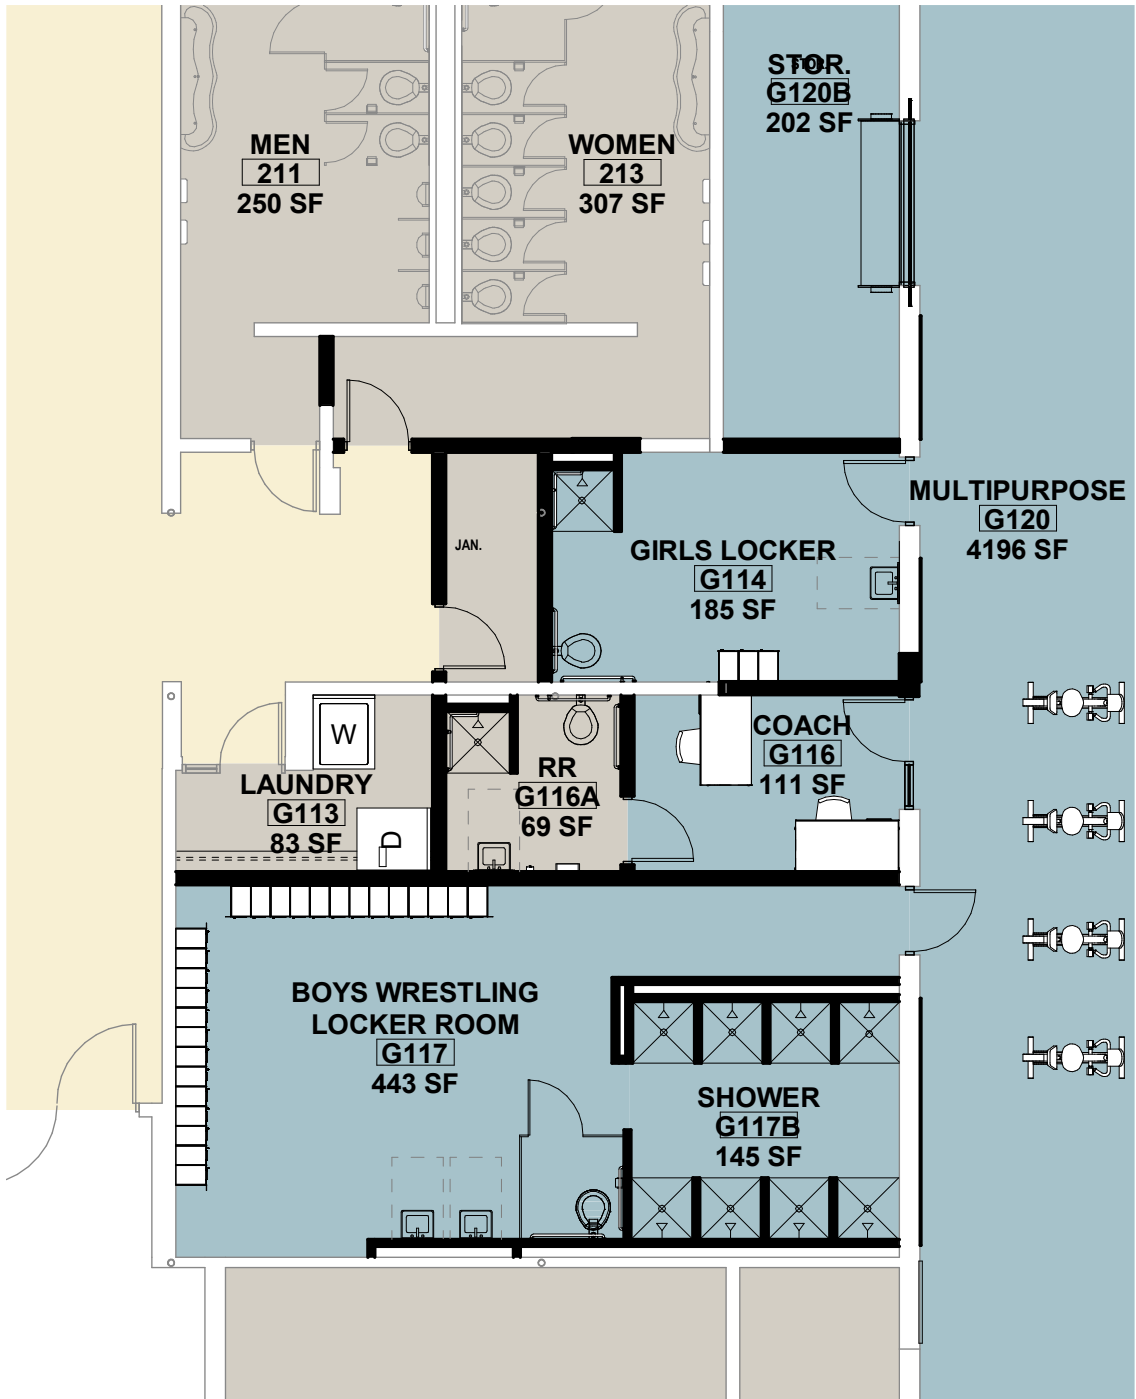 STOR.
STOR.
G120B
202 SF
MEN
211
250 SF
WOMEN
213
307 SF
MULTIPURPOSE
G120
4196 SF
JAN.
GIRLS LOCKER
G114
185 SF
W
COACH
G116
111 SF
LAUNDRY
G113
83 SF
D
RR
G116A
69 SF
BOYS WRESTLING
LOCKER ROOM
G117
443 SF
SHOWER
G117B
145 SF